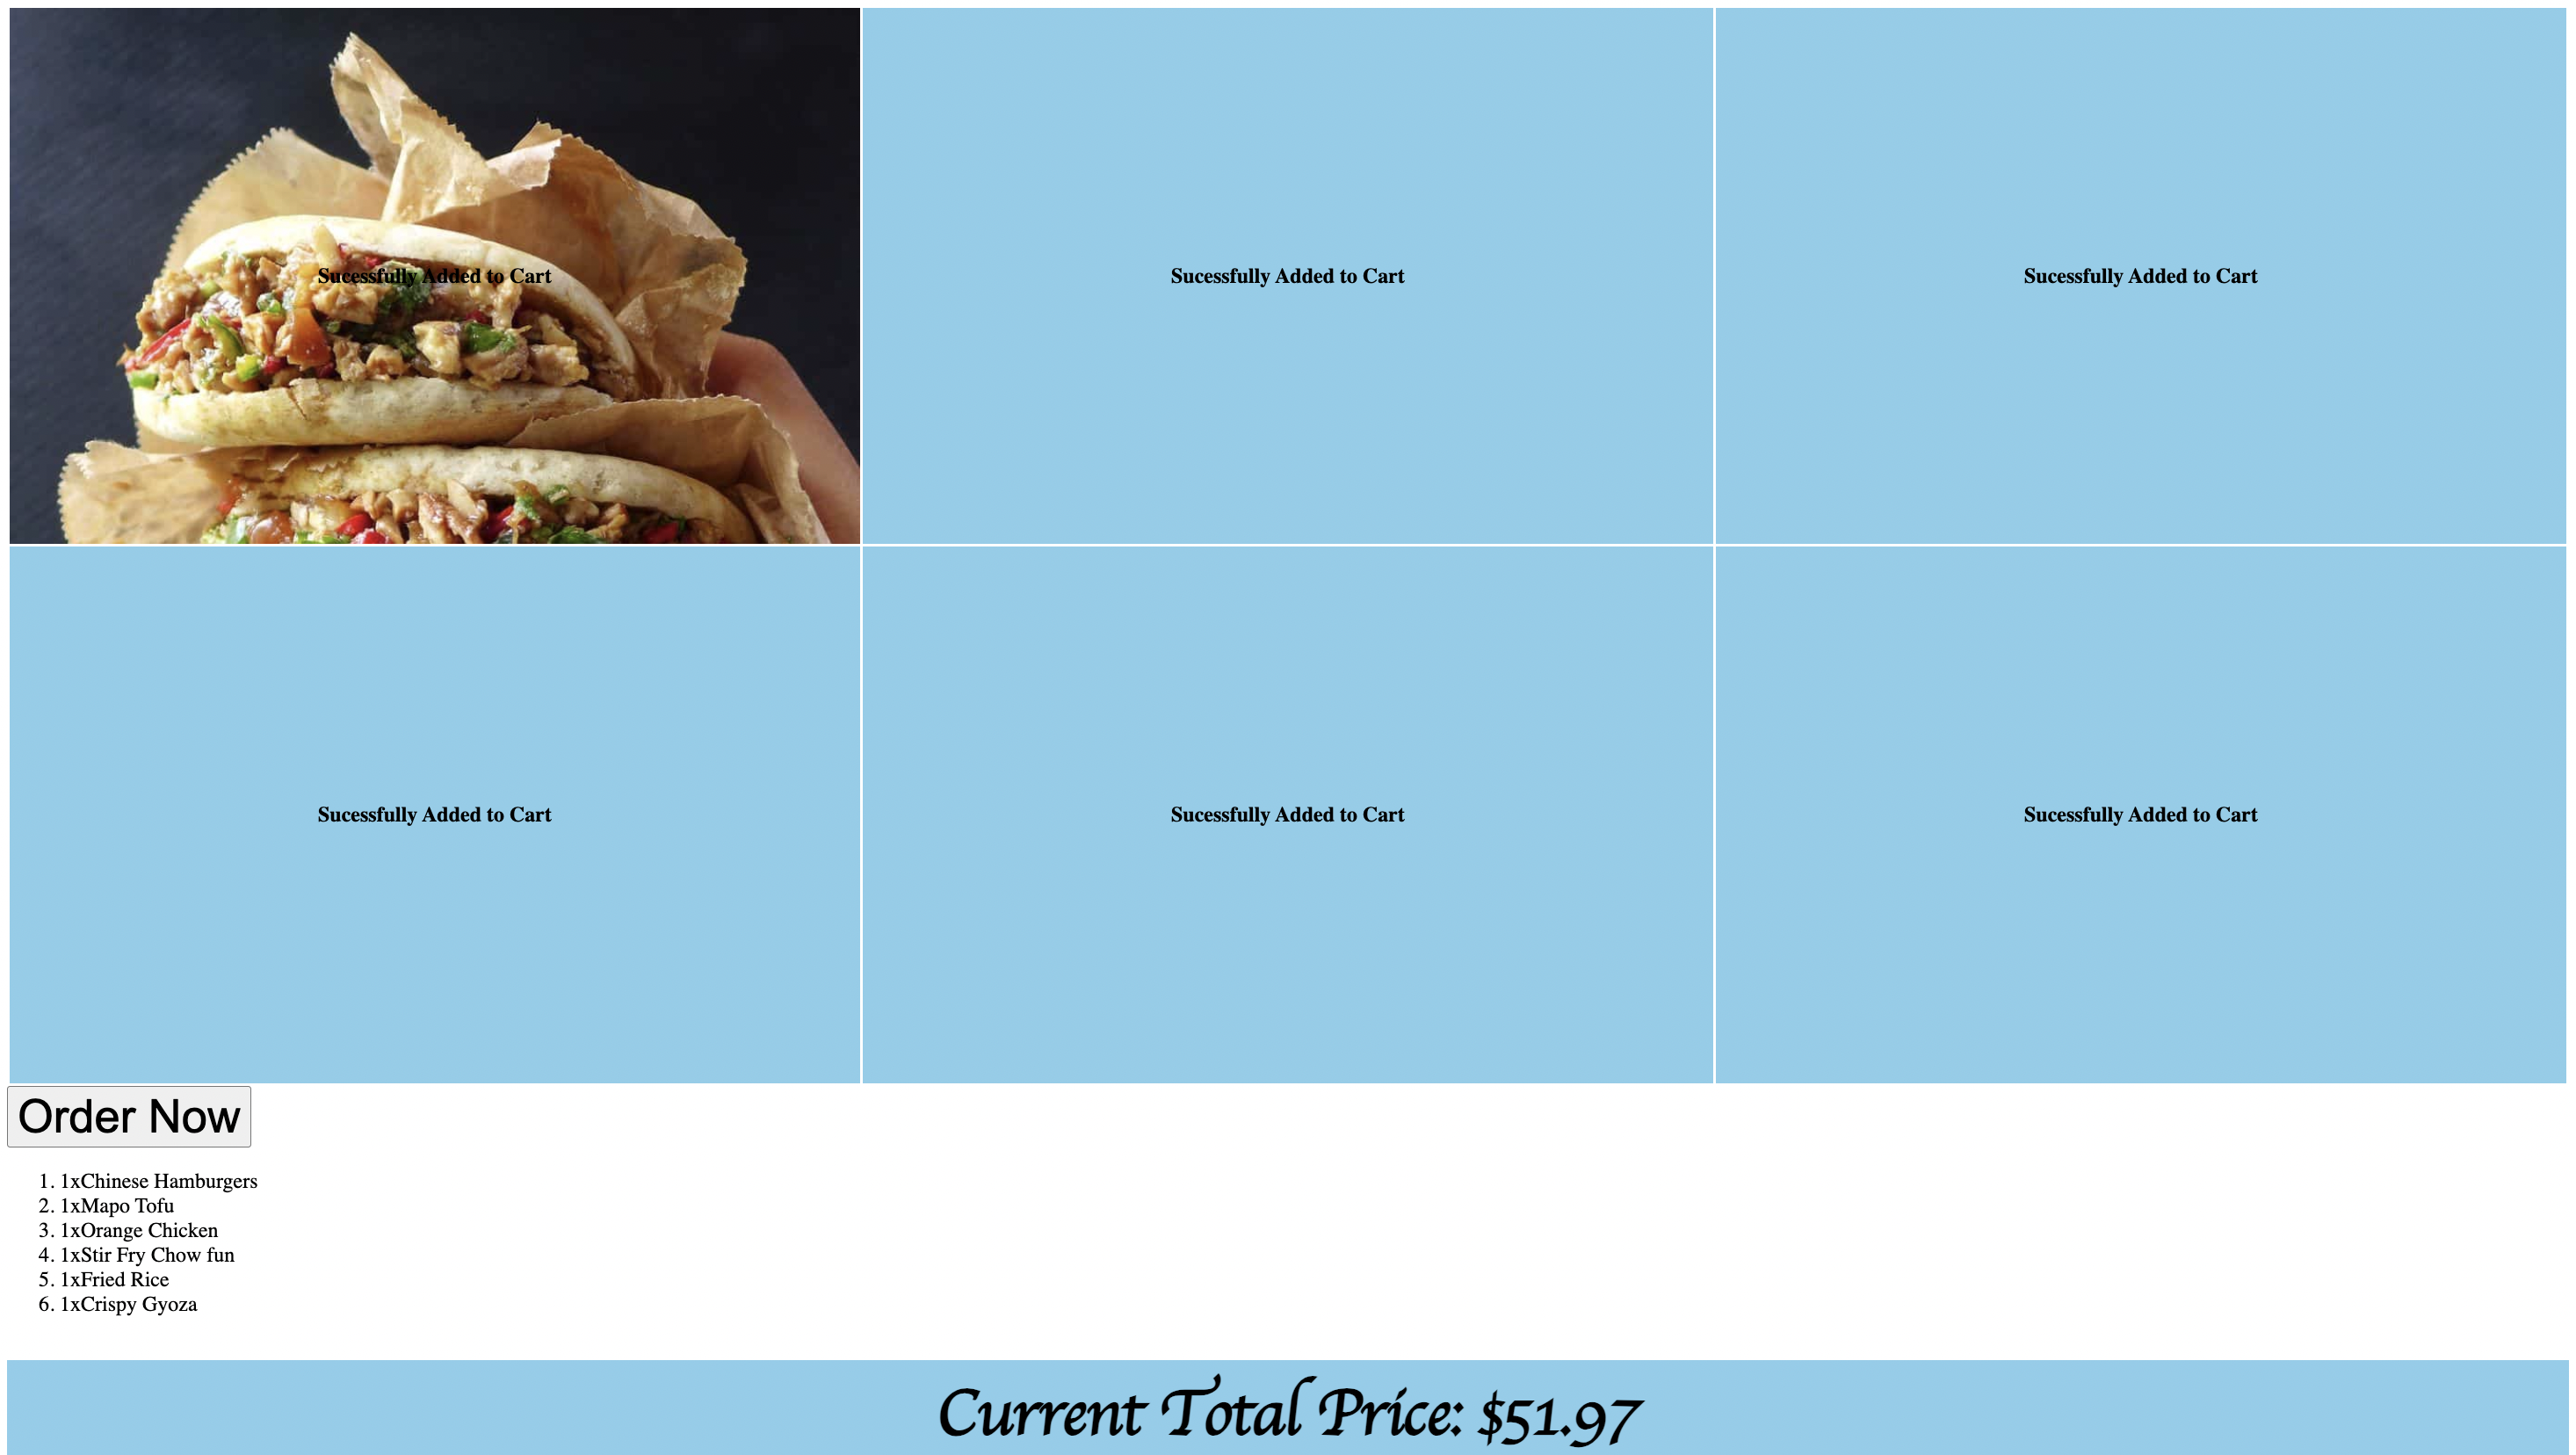 Sucessfully Added to Cart
Sucessfully Added to Cart
Sucessfully Added to Cart
Sucessfully Added to Cart
Sucessfully Added to Cart
Sucessfully Added to Cart
Order Now
1. 1xChinese Hamburgers
2. 1xMapo Tofu
3. 1xOrange Chicken
4. 1xStir Fry Chow fun
5. 1xFried Rice
6. 1xCrispy Gyoza
Current Total Price: $51.97